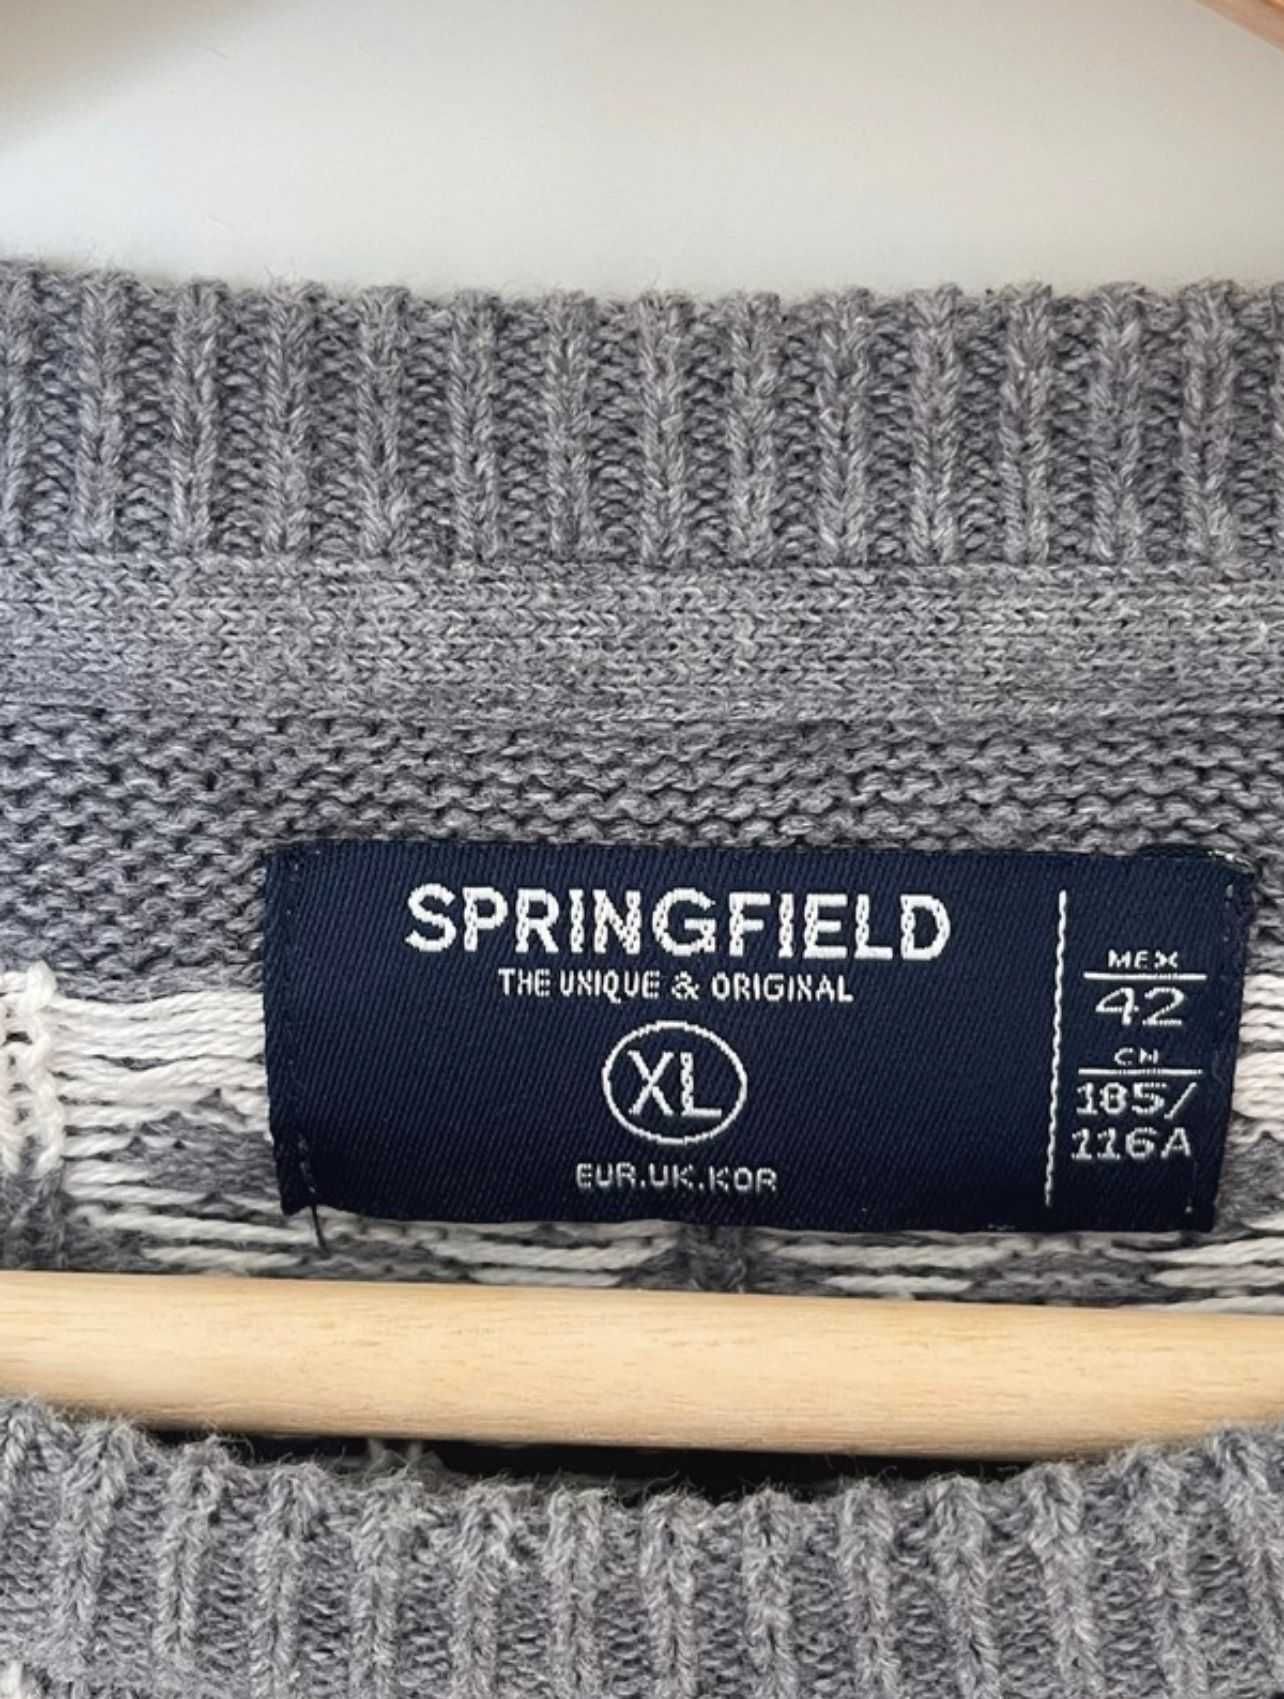 SPRINGFIELD
THE UNIQUE & ORIGINAL
XL
EUR.UK.KOR
MEX
42
CN
185/
116A